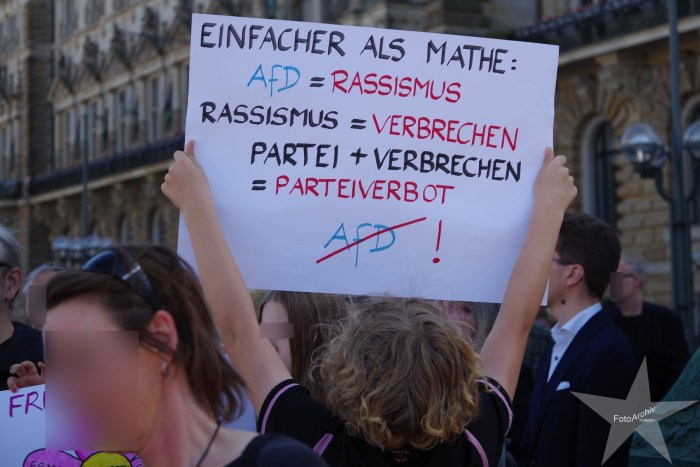 EINFACHER ALS MATHE:
AfD = RASSISMUS
RASSISMUS = VERBRECHEN
PARTEI + VERBRECHEN
= PARTEIVERBOT
AfD !
FotoArchiv